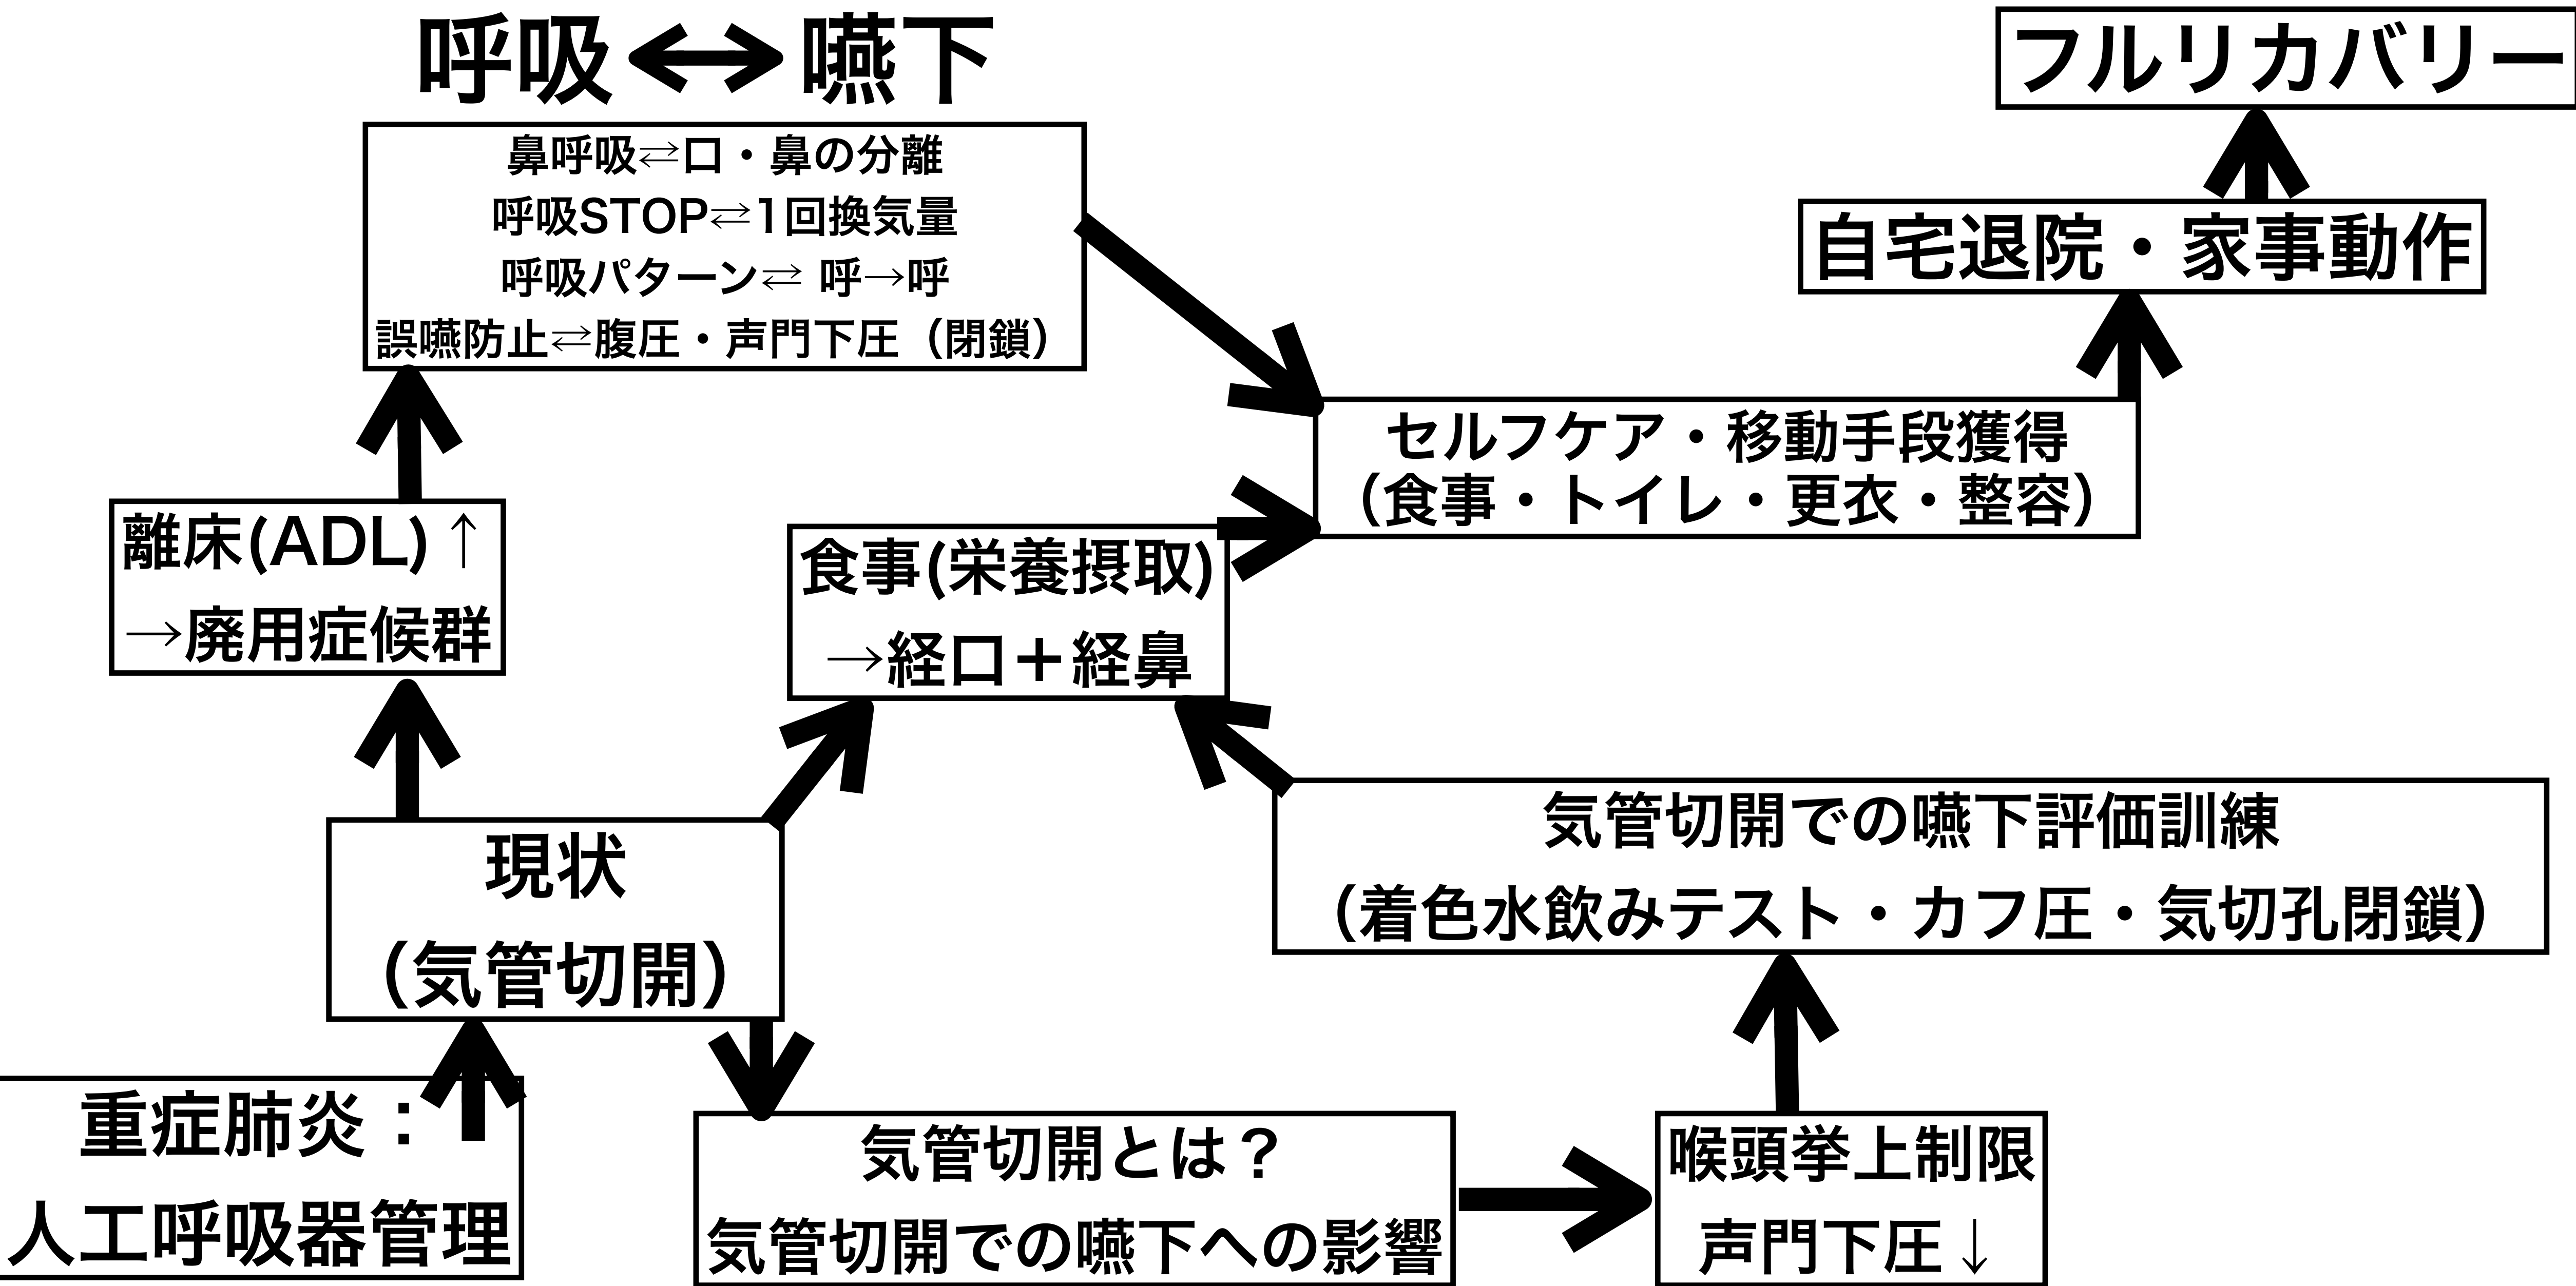 呼吸↔嚥下
鼻呼吸⇄口・鼻の分離
呼吸STOP⇄1回換気量
呼吸パターン⇄ 呼→呼
誤嚥防止⇄腹圧・声門下圧（閉鎖）
フルリカバリー
自宅退院・家事動作
セルフケア・移動手段獲得
（食事・トイレ・更衣・整容）
離床(ADL)↑
→廃用症候群
食事(栄養摂取)
→経口＋経鼻
現状
（気管切開）
気管切開での嚥下評価訓練
（着色水飲みテスト・カフ圧・気切孔閉鎖）
重症肺炎：
人工呼吸器管理
気管切開とは？
気管切開での嚥下への影響
喉頭挙上制限
声門下圧↓